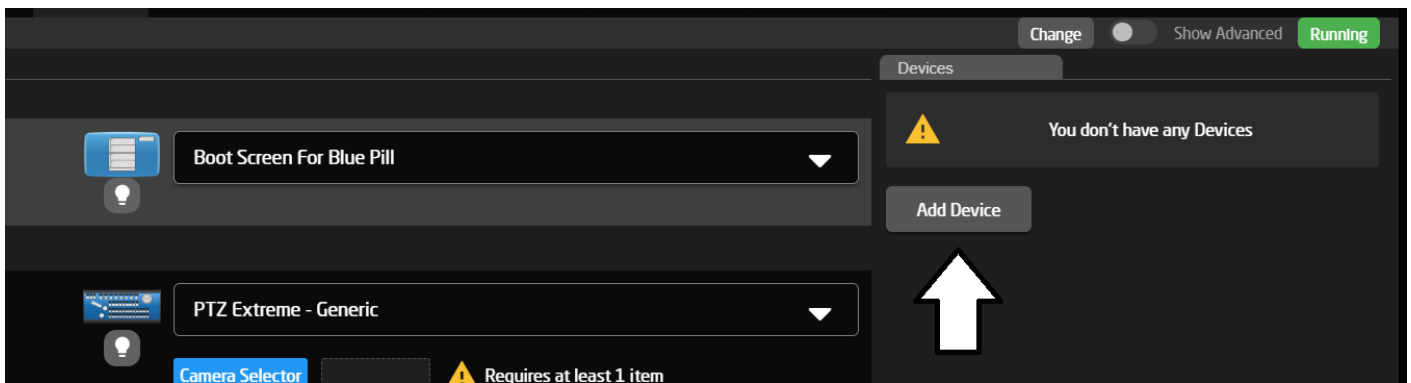 Change Show Advanced Running
Devices
You don't have any Devices
Boot Screen For Blue Pill
Add Device
PTZ Extreme - Generic
Camera Selector Requires at least 1 item